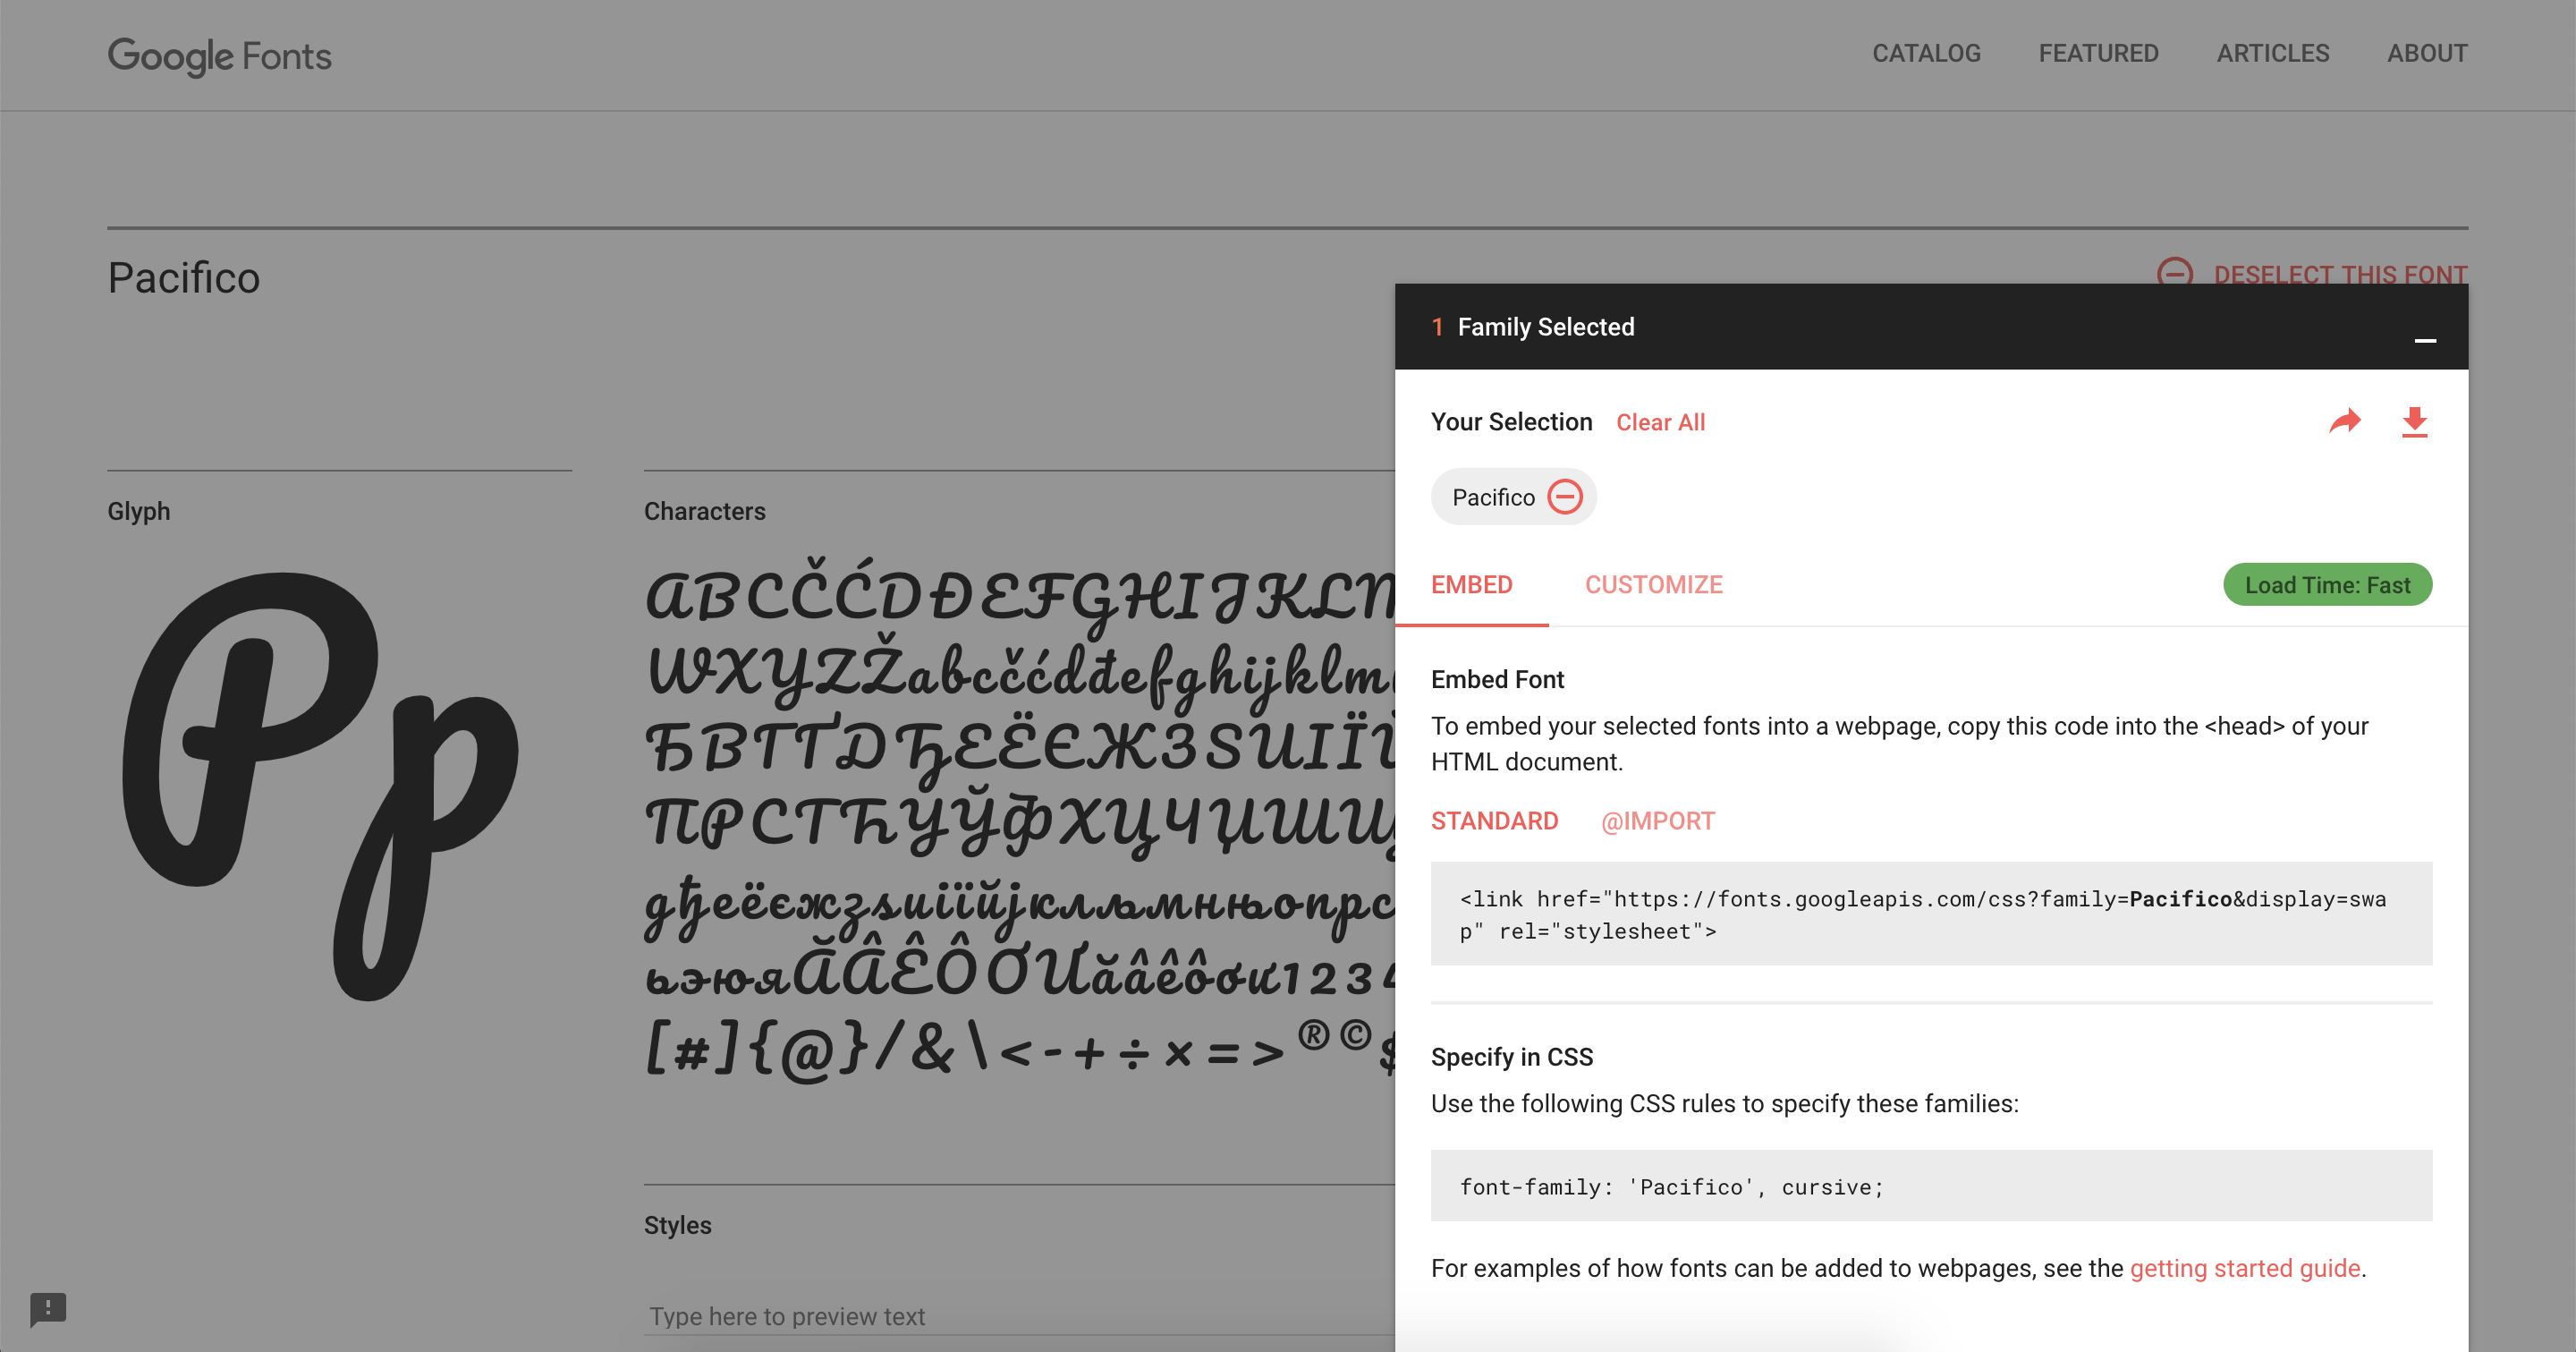 Google Fonts
CATALOG FEATURED ARTICLES ABOUT
Pacifico
DESELECT THIS FONT
Glyph
Pp
Characters
ABCČĆDĐEFGHIJKL
WXYZŽabcčćdđefghijklm
БВГҐДЂЕЁЄЖЗЅИІЇ
ПРСТЋУЎФХЦЧЏШЩ
gђеёєжзѕиіїйјклљмнњопрс
ьэюяĂÂÊÔƠƯăâêôơư123
[#]{@}/&\<-+÷×=>®©$
Styles
Type here to preview text
1 Family Selected
Your Selection Clear All
Pacifico
EMBED CUSTOMIZE Load Time: Fast
Embed Font
To embed your selected fonts into a webpage, copy this code into the <head> of your
HTML document.
STANDARD @IMPORT
<link href="https://fonts.googleapis.com/css?family=Pacifico&display=swa
p" rel="stylesheet">
Specify in CSS
Use the following CSS rules to specify these families:
font-family: 'Pacifico', cursive;
For examples of how fonts can be added to webpages, see the getting started guide.